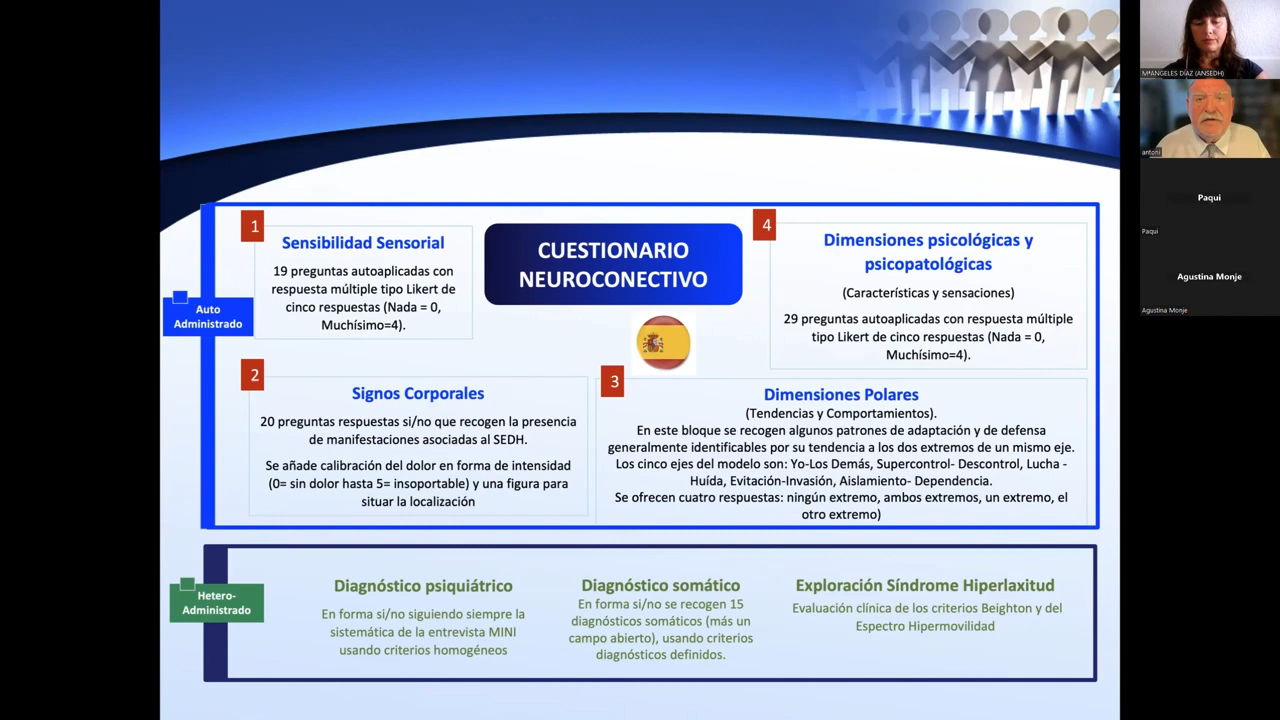 1
Sensibilidad Sensorial
19 preguntas autoaplicadas con
respuesta múltiple tipo Likert de
cinco respuestas (Nada = 0,
Muchísimo=4).
CUESTIONARIO
NEUROCONECTIVO
4
Dimensiones psicológicas y
psicopatológicas
(Características y sensaciones)
29 preguntas autoaplicadas con respuesta múltiple
tipo Likert de cinco respuestas (Nada = 0,
Muchísimo=4).
Auto
Administrado
2
Signos Corporales
20 preguntas respuestas si/no que recogen la presencia
de manifestaciones asociadas al SEDH.
Se añade calibración del dolor en forma de intensidad
(0= sin dolor hasta 5= insoportable) y una figura para
situar la localización
3
Dimensiones Polares
(Tendencias y Comportamientos).
En este bloque se recogen algunos patrones de adaptación y de defensa
generalmente identificables por su tendencia a los dos extremos de un mismo eje.
Los cinco ejes del modelo son: Yo-Los Demás, Supercontrol- Descontrol, Lucha -
Huída, Evitación-Invasión, Aislamiento- Dependencia.
Se ofrecen cuatro respuestas: ningún extremo, ambos extremos, un extremo, el
otro extremo)
Hetero-
Administrado
Diagnóstico psiquiátrico
En forma si/no siguiendo siempre la
sistemática de la entrevista MINI
usando criterios homogéneos
Diagnóstico somático
En forma si/no se recogen 15
diagnósticos somáticos (más un
campo abierto), usando criterios
diagnósticos definidos.
Exploración Síndrome Hiperlaxitud
Evaluación clínica de los criterios Beighton y del
Espectro Hipermovilidad
MªANGELES DÍAZ (ANSEDH)
antoni
Paqui
Paqui
Agustina Monje
Agustina Monje